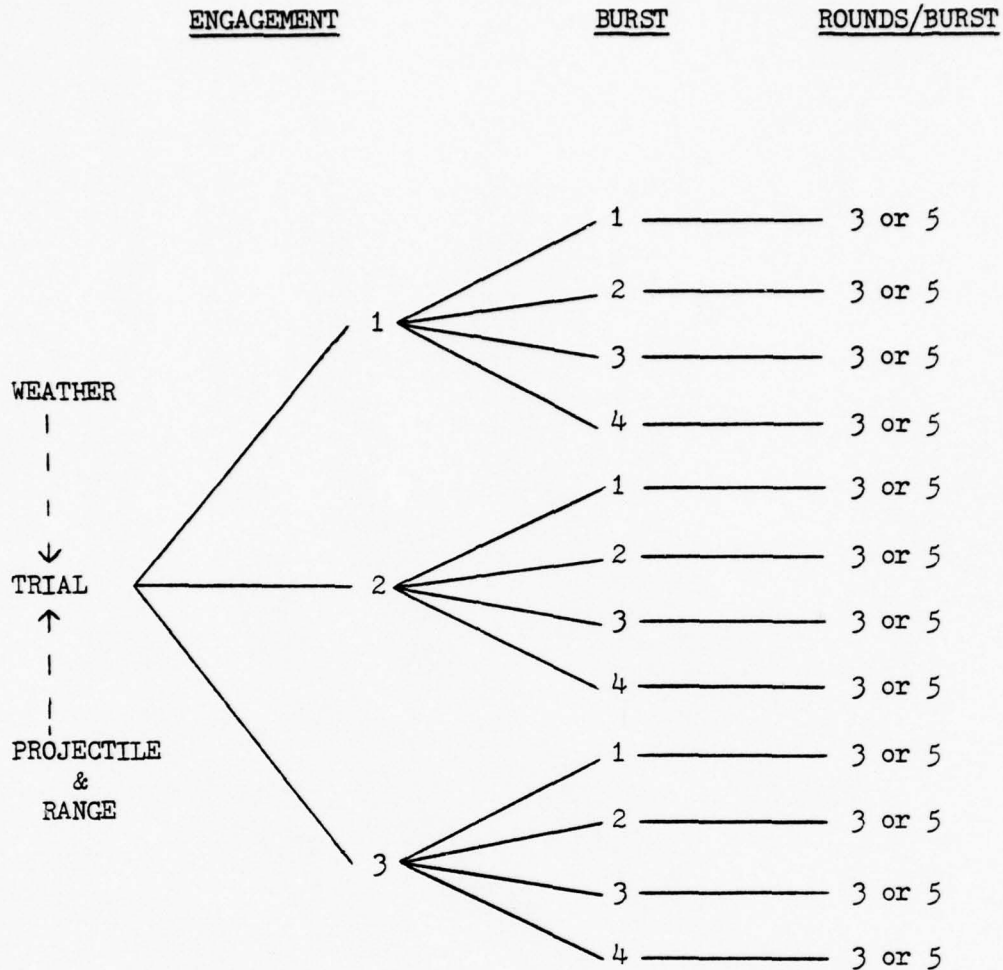 ENGAGEMENT BURST ROUNDS/BURST
1 3 or 5
2 3 or 5
1
3 3 or 5
WEATHER
4 3 or 5
1 3 or 5
2 3 or 5
TRIAL 2
3 3 or 5
4 3 or 5
PROJECTILE
&
RANGE
1 3 or 5
2 3 or 5
3
3 3 or 5
4 3 or 5